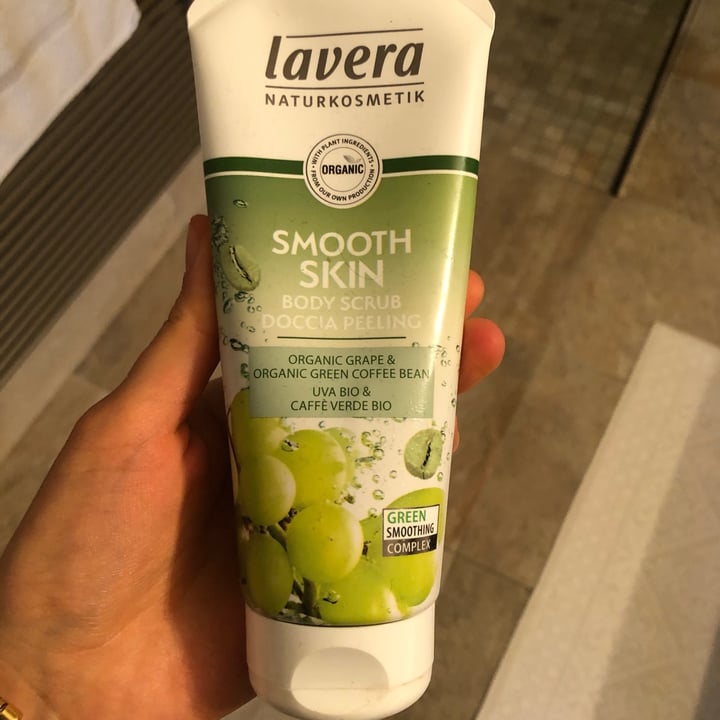 lavera
NATURKOSMETIK
• WITH PLANT INGREDIENTS •
ORGANIC
FROM OUR OWN PRODUCTION
SMOOTH
SKIN
BODY SCRUB
DOCCIA PEELING
ORGANIC GRAPE &
ORGANIC GREEN COFFEE BEAN
UVA BIO &
CAFFÈ VERDE BIO
GREEN
SMOOTHING
COMPLEX